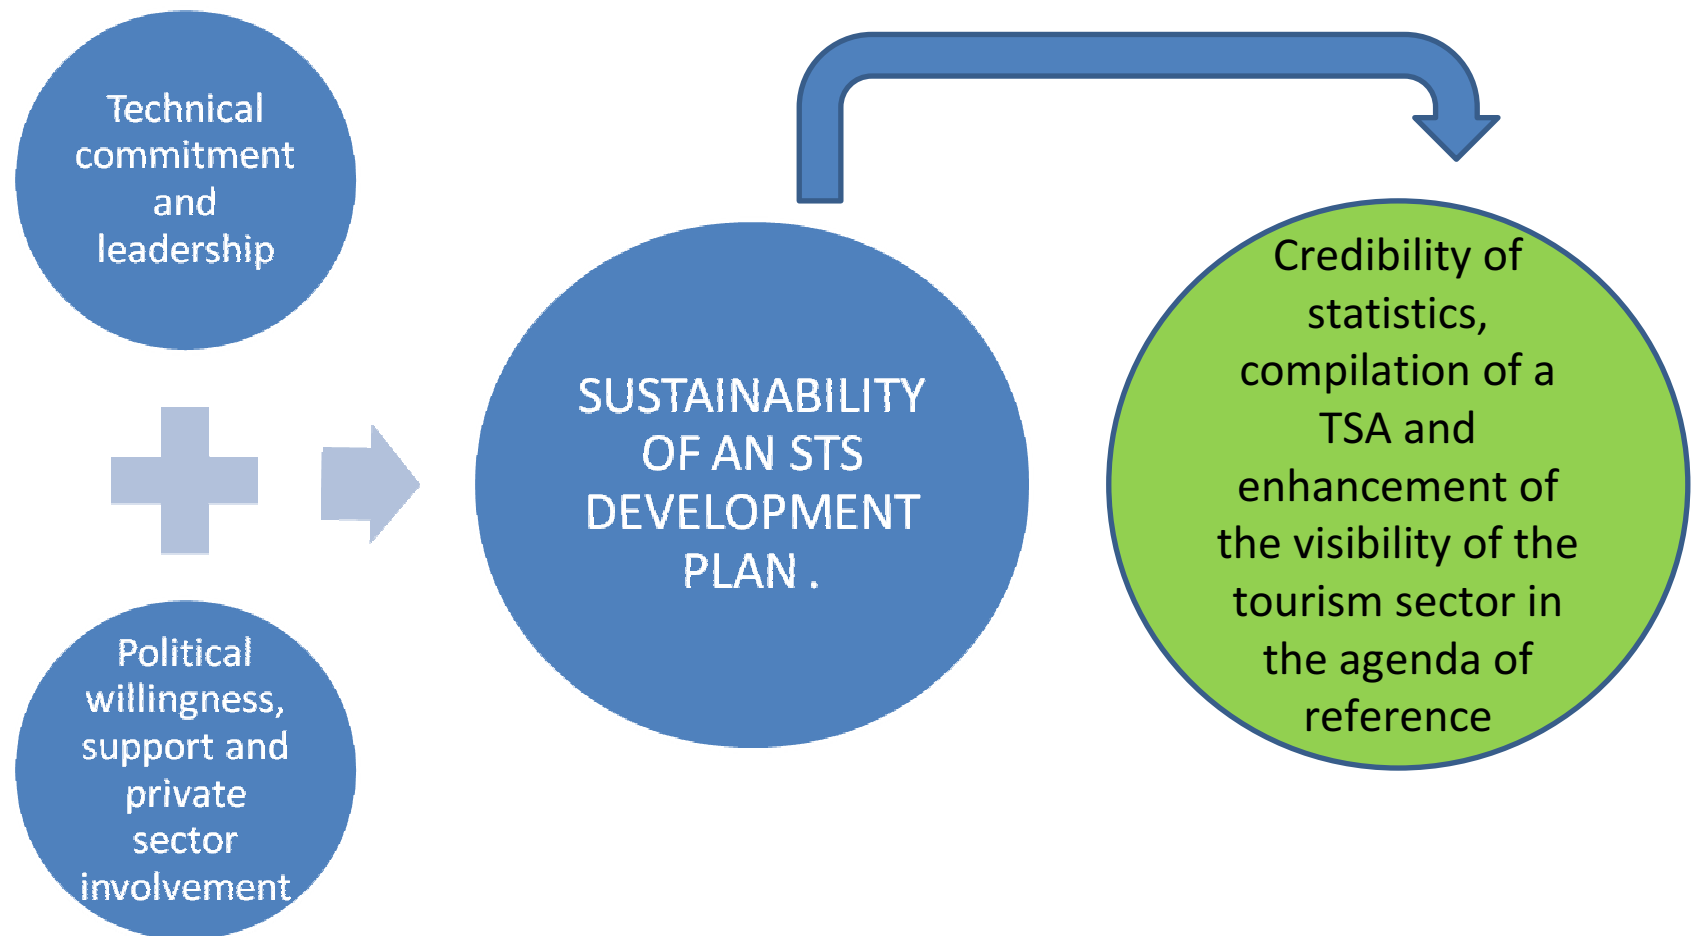 Technical
commitment
and
leadership
Political
willingness,
support and
private
sector
involvement
SUSTAINABILITY
OF AN STS
DEVELOPMENT
PLAN .
Credibility of
statistics,
compilation of a
TSA and
enhancement of
the visibility of the
tourism sector in
the agenda of
reference